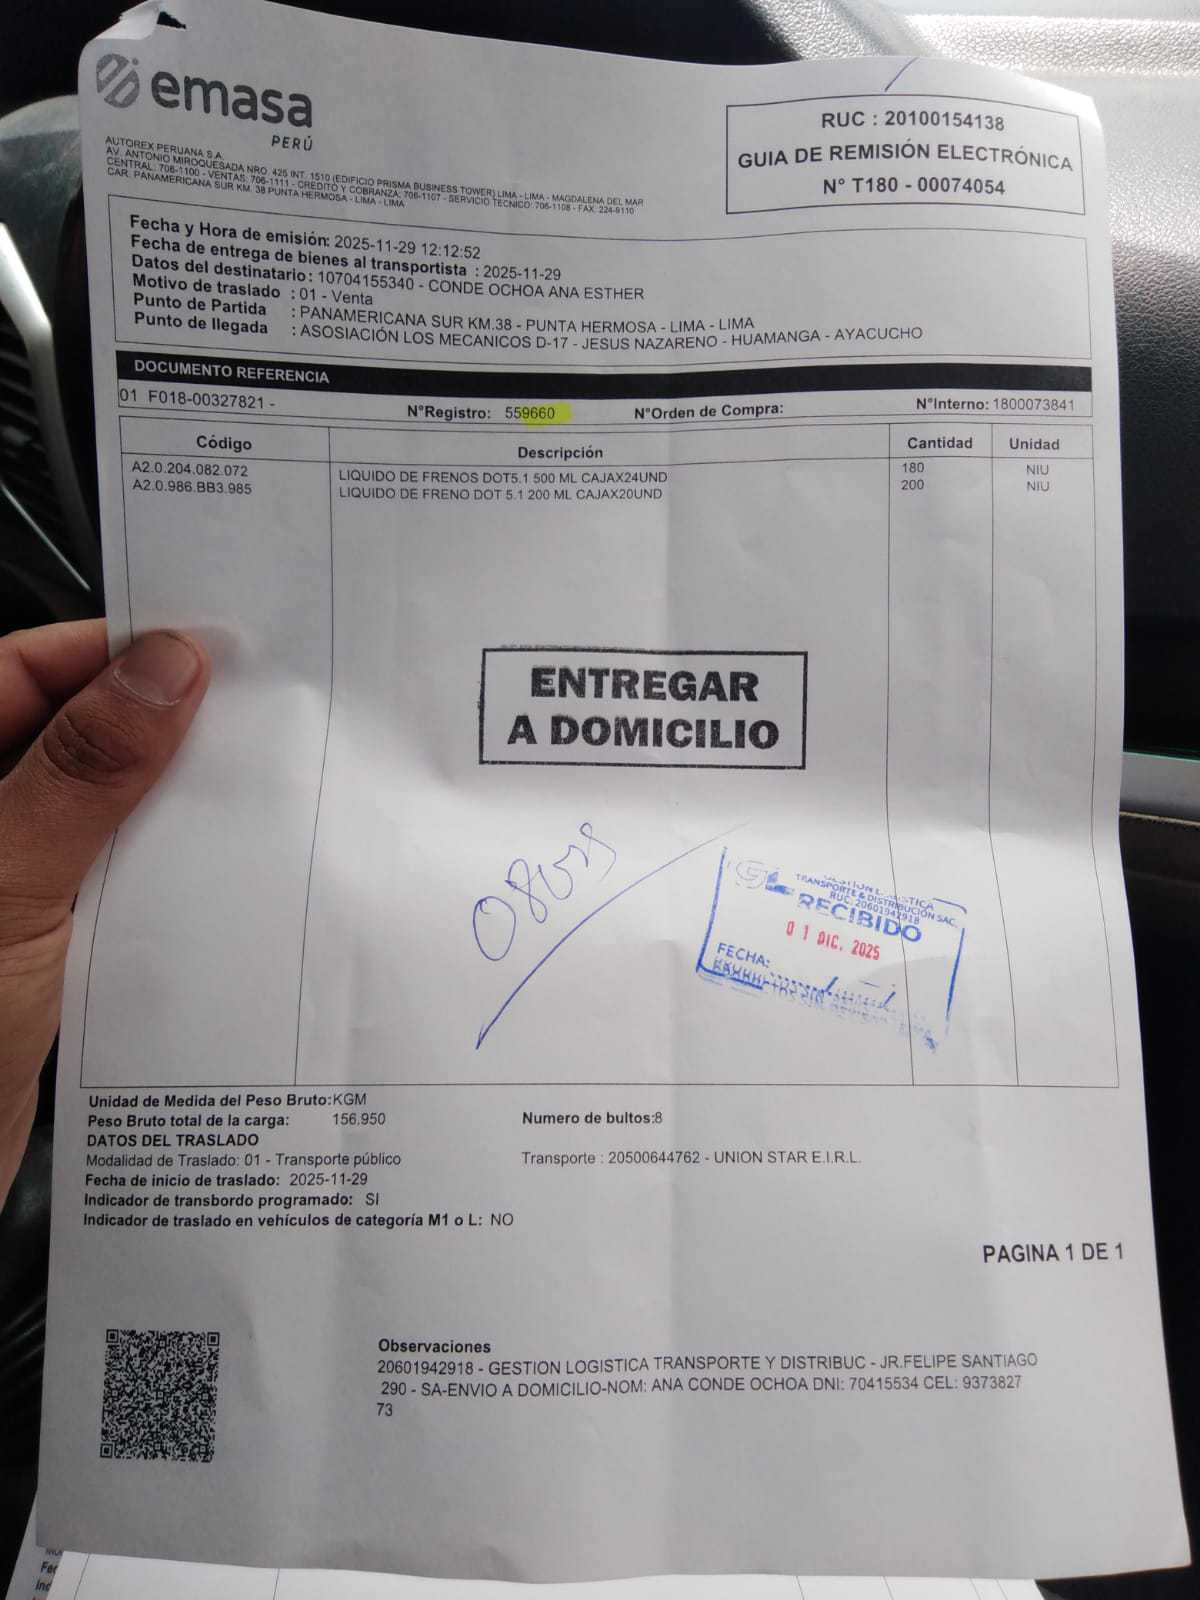 emasa
PERÚ
AUTOREX PERUANA S.A.
AV. ANTONIO MIROQUESADA NRO. 425 INT. 1510 (EDIFICIO PRISMA BUSINESS TOWER) LIMA - LIMA - MAGDALENA DEL MAR
CENTRAL: 706-1100 - VENTAS: 706-1111 - CREDITO Y COBRANZA: 706-1107 - SERVICIO TECNICO: 706-1108 - FAX. 224-9110
CAR. PANAMERICANA SUR KM. 38 PUNTA HERMOSA - LIMA - LIMA
RUC : 20100154138
GUIA DE REMISIÓN ELECTRÓNICA
N° T180 - 00074054
Fecha y Hora de emisión: 2025-11-29 12:12:52
Fecha de entrega de bienes al transportista : 2025-11-29
Datos del destinatario : 10704155340 - CONDE OCHOA ANA ESTHER
Motivo de traslado : 01 - Venta
Punto de Partida : PANAMERICANA SUR KM.38 - PUNTA HERMOSA - LIMA - LIMA
Punto de llegada : ASOSIACIÓN LOS MECANICOS D-17 - JESUS NAZARENO - HUAMANGA - AYACUCHO
DOCUMENTO REFERENCIA
01 F018-00327821 - N°Registro: 559660 N°Orden de Compra: N°Interno: 1800073841
Código Descripción Cantidad Unidad
A2.0.204.082.072 LIQUIDO DE FRENOS DOT5.1 500 ML CAJAX24UND 180 NIU
A2.0.986.BB3.985 LIQUIDO DE FRENO DOT 5.1 200 ML CAJAX20UND 200 NIU
ENTREGAR
A DOMICILIO
GL GESTION LOGISTICA
TRANSPORTE & DISTRIBUCIÓN SAC.
RUC: 20601942918
RECIBIDO
01 DIC. 2025
FECHA:
Unidad de Medida del Peso Bruto:KGM
Peso Bruto total de la carga: 156.950 Numero de bultos:8
DATOS DEL TRASLADO
Modalidad de Traslado: 01 - Transporte público Transporte : 20500644762 - UNION STAR E.I.R.L.
Fecha de inicio de traslado: 2025-11-29
Indicador de transbordo programado: SI
Indicador de traslado en vehículos de categoría M1 o L: NO
PAGINA 1 DE 1
Observaciones
20601942918 - GESTION LOGISTICA TRANSPORTE Y DISTRIBUC - JR.FELIPE SANTIAGO
290 - SA-ENVIO A DOMICILIO-NOM: ANA CONDE OCHOA DNI: 70415534 CEL: 9373827
73